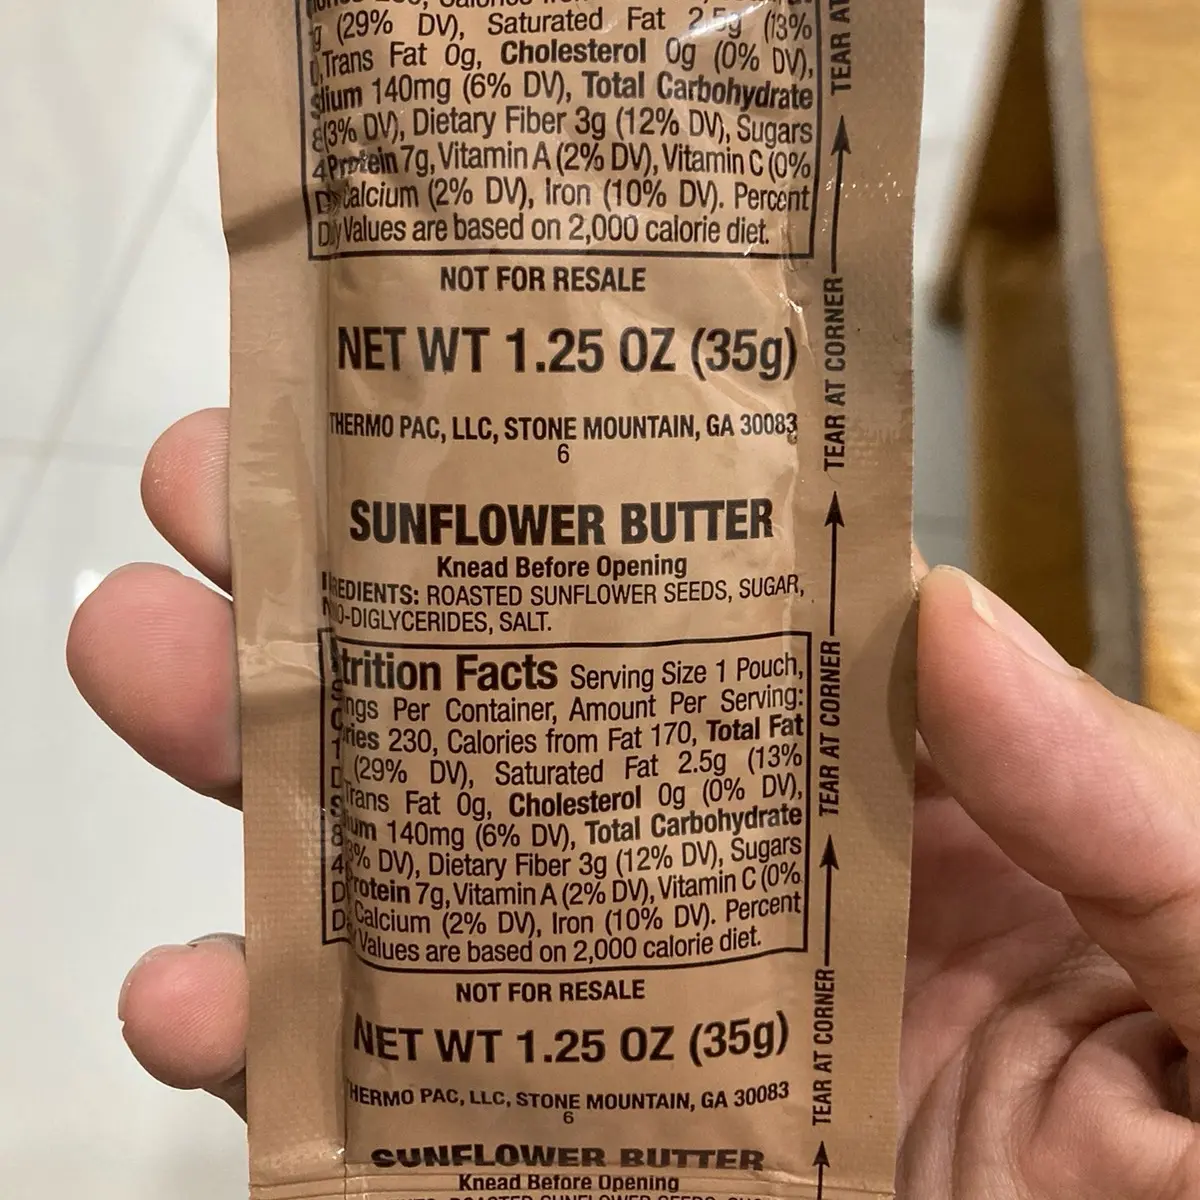 (29% DV), Saturated Fat 2.5g (13%
Trans Fat 0g, Cholesterol 0g (0% DV),
dium 140mg (6% DV), Total Carbohydrate
8 (3% DV), Dietary Fiber 3g (12% DV), Sugars
4 Protein 7g, Vitamin A (2% DV), Vitamin C (0%
Calcium (2% DV), Iron (10% DV). Percent
Values are based on 2,000 calorie diet.
NOT FOR RESALE
NET WT 1.25 OZ (35g)
THERMO PAC, LLC, STONE MOUNTAIN, GA 30083
6
SUNFLOWER BUTTER
Knead Before Opening
REDIENTS: ROASTED SUNFLOWER SEEDS, SUGAR,
O-DIGLYCERIDES, SALT.
trition Facts Serving Size 1 Pouch,
ngs Per Container, Amount Per Serving:
ries 230, Calories from Fat 170, Total Fat
(29% DV), Saturated Fat 2.5g (13%
Trans Fat 0g, Cholesterol 0g (0% DV),
ium 140mg (6% DV), Total Carbohydrate
% DV), Dietary Fiber 3g (12% DV), Sugars
Protein 7g, Vitamin A (2% DV), Vitamin C (0%
Calcium (2% DV), Iron (10% DV). Percent
Values are based on 2,000 calorie diet.
NOT FOR RESALE
NET WT 1.25 OZ (35g)
HERMO PAC, LLC, STONE MOUNTAIN, GA 30083
6
SUNFLOWER BUTTER
Knead Before Opening
TEAR AT
TEAR AT CORNER
TEAR AT CORNER
TEAR AT CORNER